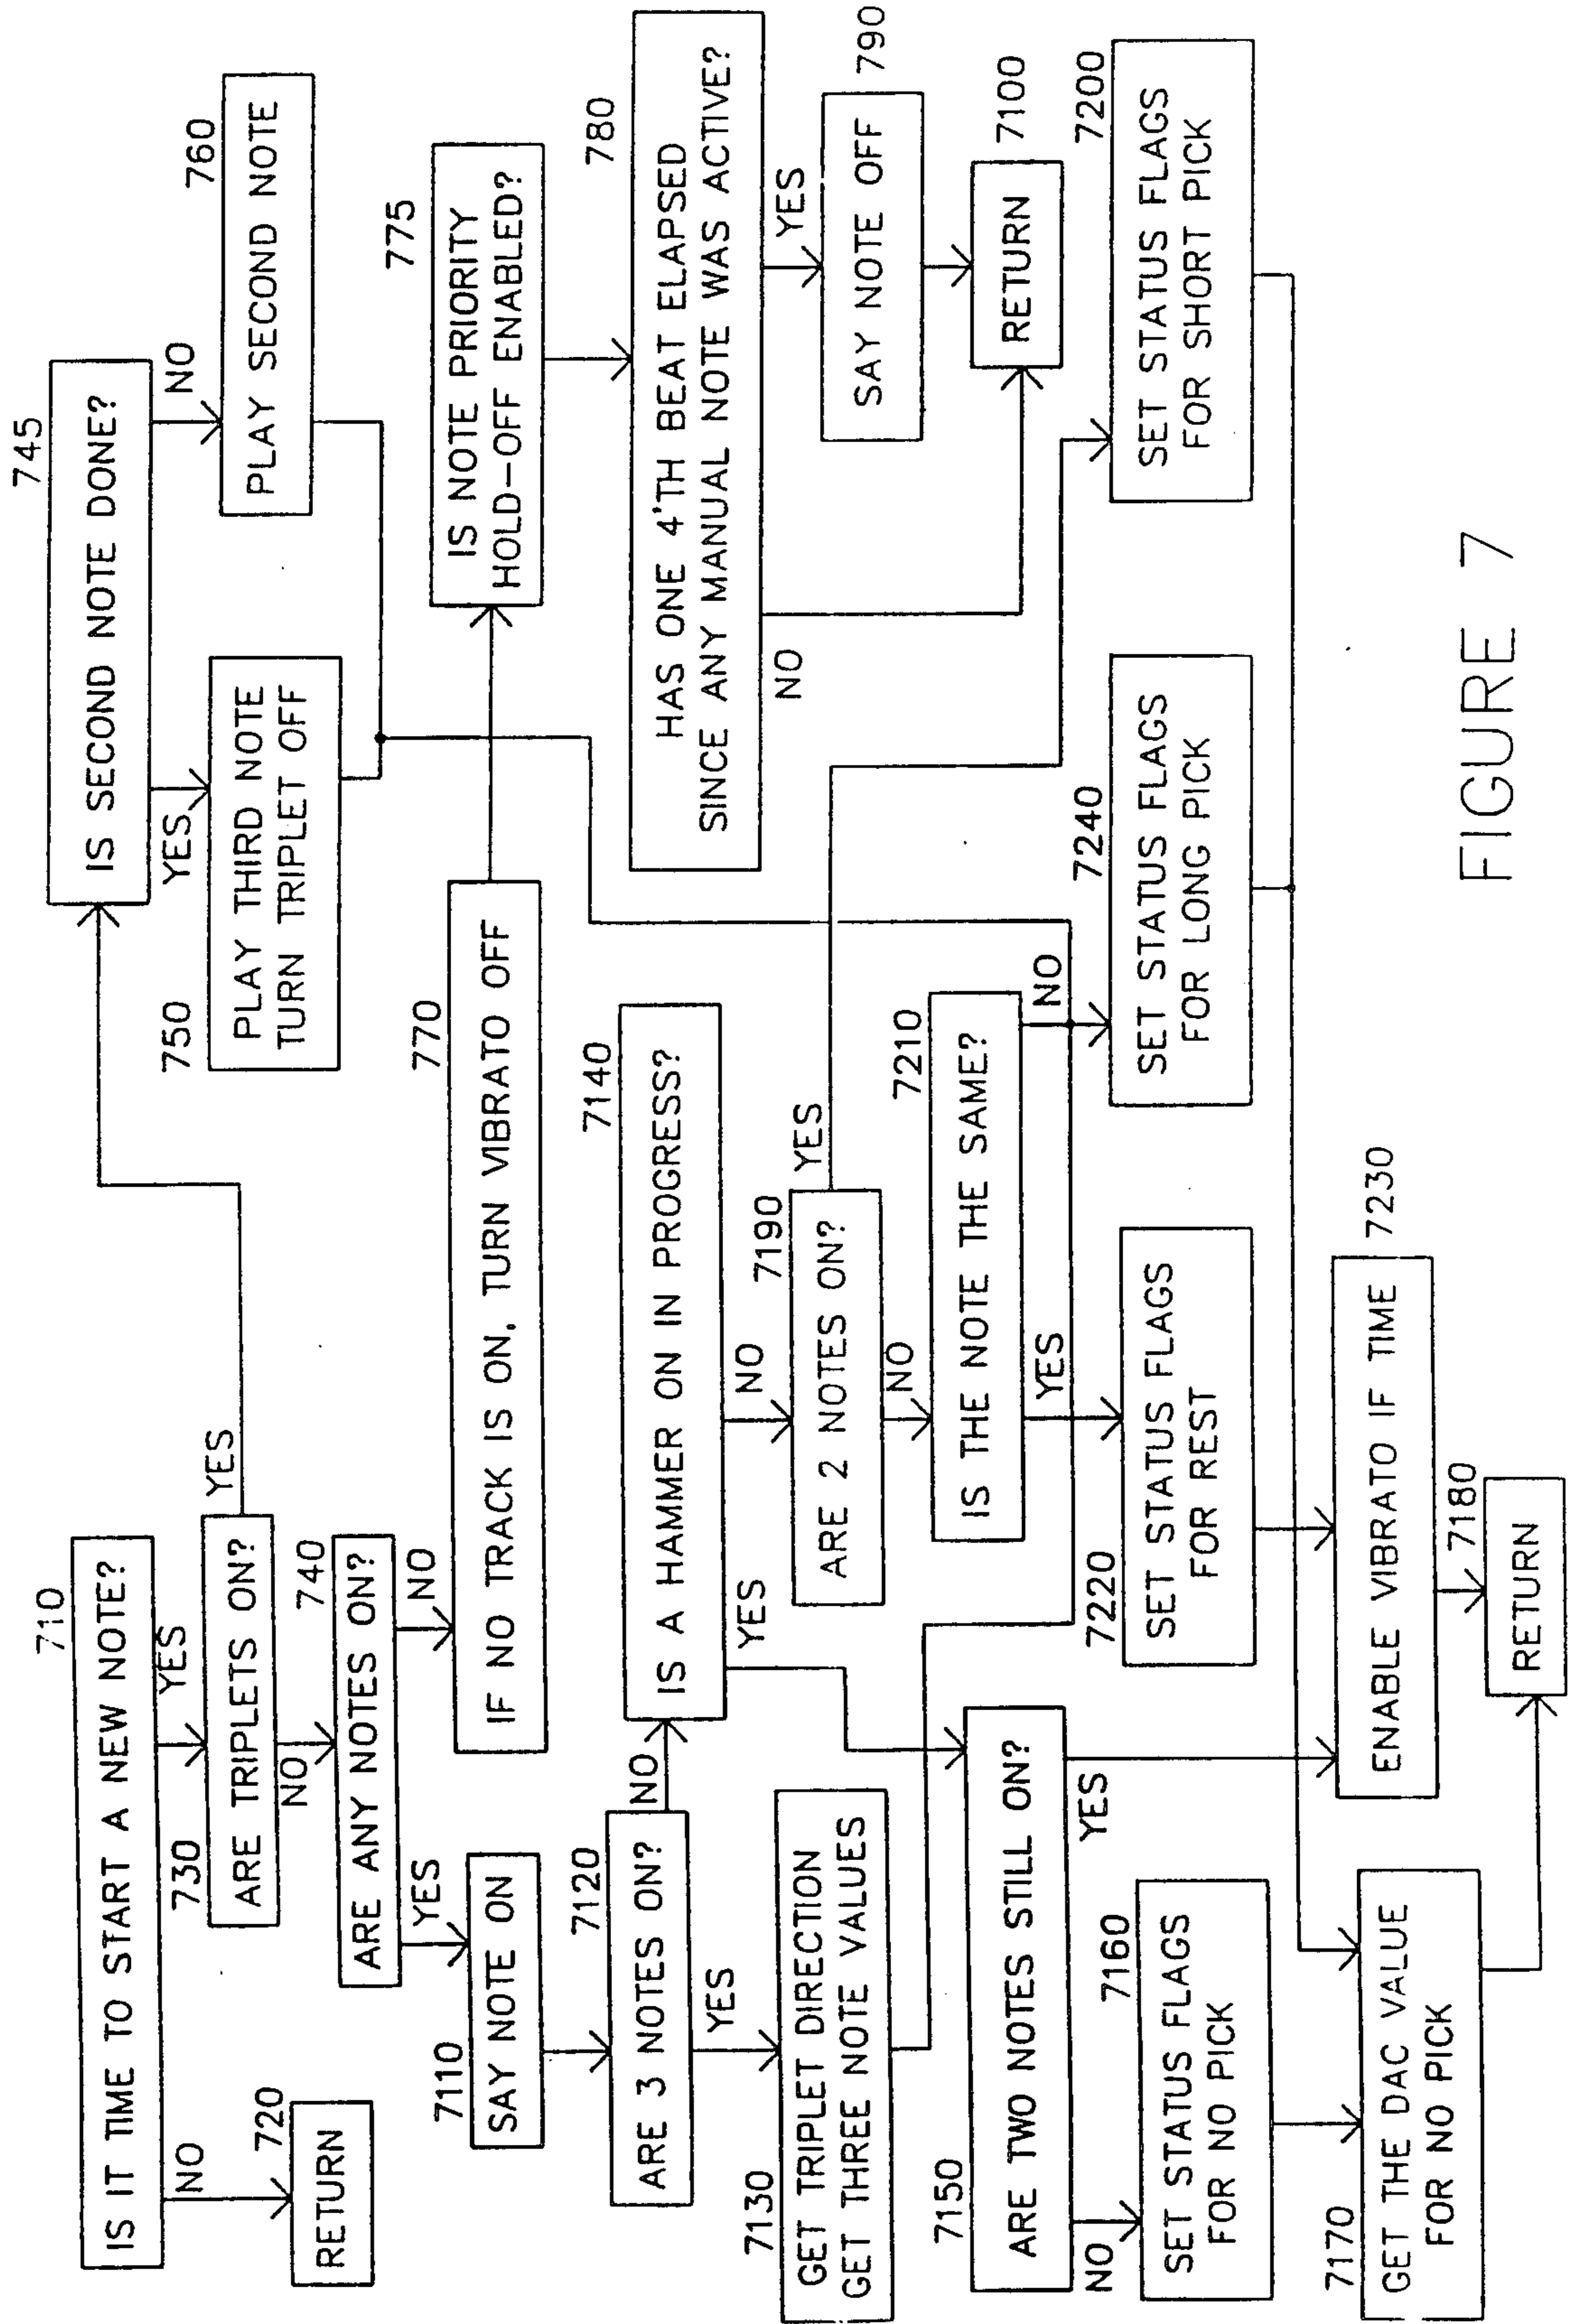 710
IS IT TIME TO START A NEW NOTE?
NO
YES
720
RETURN
730
ARE TRIPLETS ON?
YES
NO
740
ARE ANY NOTES ON?
YES
NO
745
IS SECOND NOTE DONE?
YES
NO
750
PLAY THIRD NOTE
TURN TRIPLET OFF
760
PLAY SECOND NOTE
770
IF NO TRACK IS ON, TURN VIBRATO OFF
775
IS NOTE PRIORITY
HOLD-OFF ENABLED?
780
HAS ONE 4'TH BEAT ELAPSED
SINCE ANY MANUAL NOTE WAS ACTIVE?
NO
YES
SAY NOTE OFF
790
RETURN
7100
7110
SAY NOTE ON
7120
ARE 3 NOTES ON?
NO
YES
7130
GET TRIPLET DIRECTION
GET THREE NOTE VALUES
7140
IS A HAMMER ON IN PROGRESS?
YES
NO
7150
ARE TWO NOTES STILL ON?
NO
YES
7160
SET STATUS FLAGS
FOR NO PICK
7170
GET THE DAC VALUE
FOR NO PICK
7180
RETURN
7190
ARE 2 NOTES ON?
YES
NO
7200
SET STATUS FLAGS
FOR SHORT PICK
7210
IS THE NOTE THE SAME?
YES
NO
7220
SET STATUS FLAGS
FOR REST
ENABLE VIBRATO IF TIME
7230
7240
SET STATUS FLAGS
FOR LONG PICK
FIGURE 7